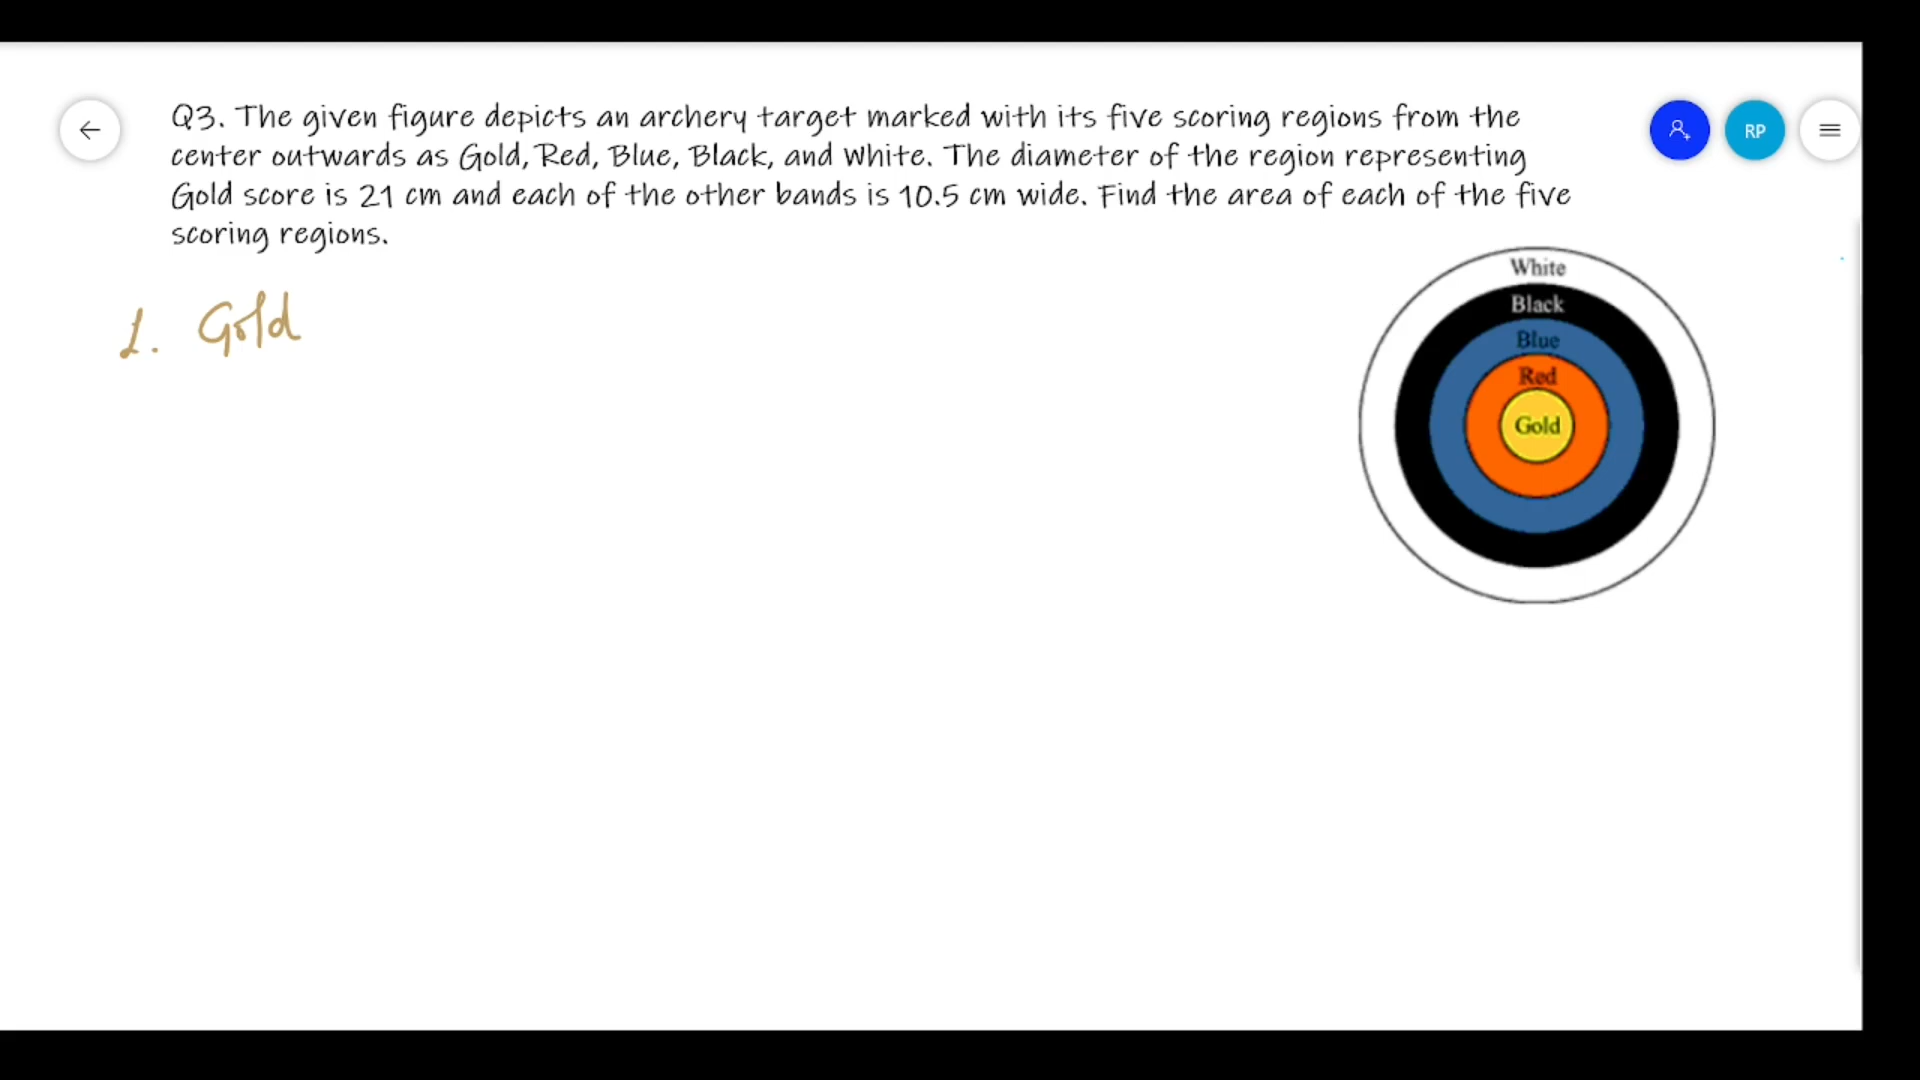 Q3. The given figure depicts an archery target marked with its five scoring regions from the
center outwards as Gold, Red, Blue, Black, and White. The diameter of the region representing
Gold score is 21 cm and each of the other bands is 10.5 cm wide. Find the area of each of the five
scoring regions.
RP
1. Gold
White
Black
Blue
Red
Gold